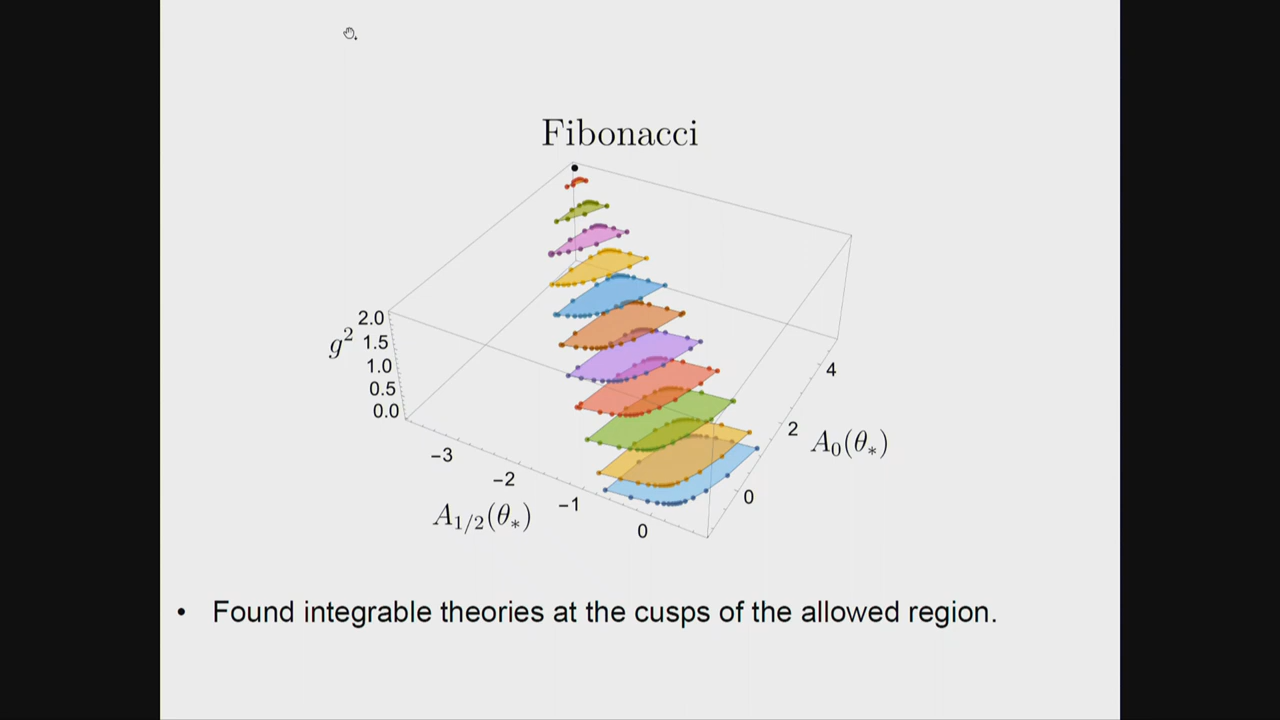 Fibonacci
2.0
g² 1.5
1.0
0.5
0.0
−3
−2
−1
0
A₁/₂(θ∗)
4
2
0
A₀(θ∗)
• Found integrable theories at the cusps of the allowed region.